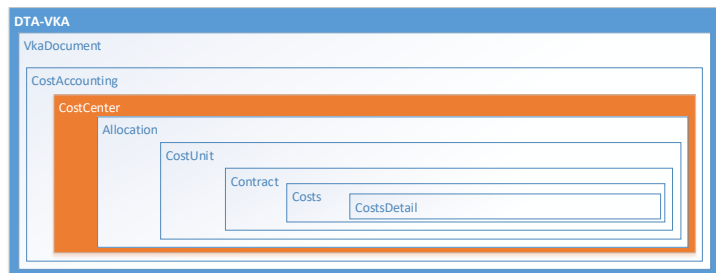 DTA-VKA
VkaDocument
CostAccounting
CostCenter
Allocation
CostUnit
Contract
Costs
CostsDetail